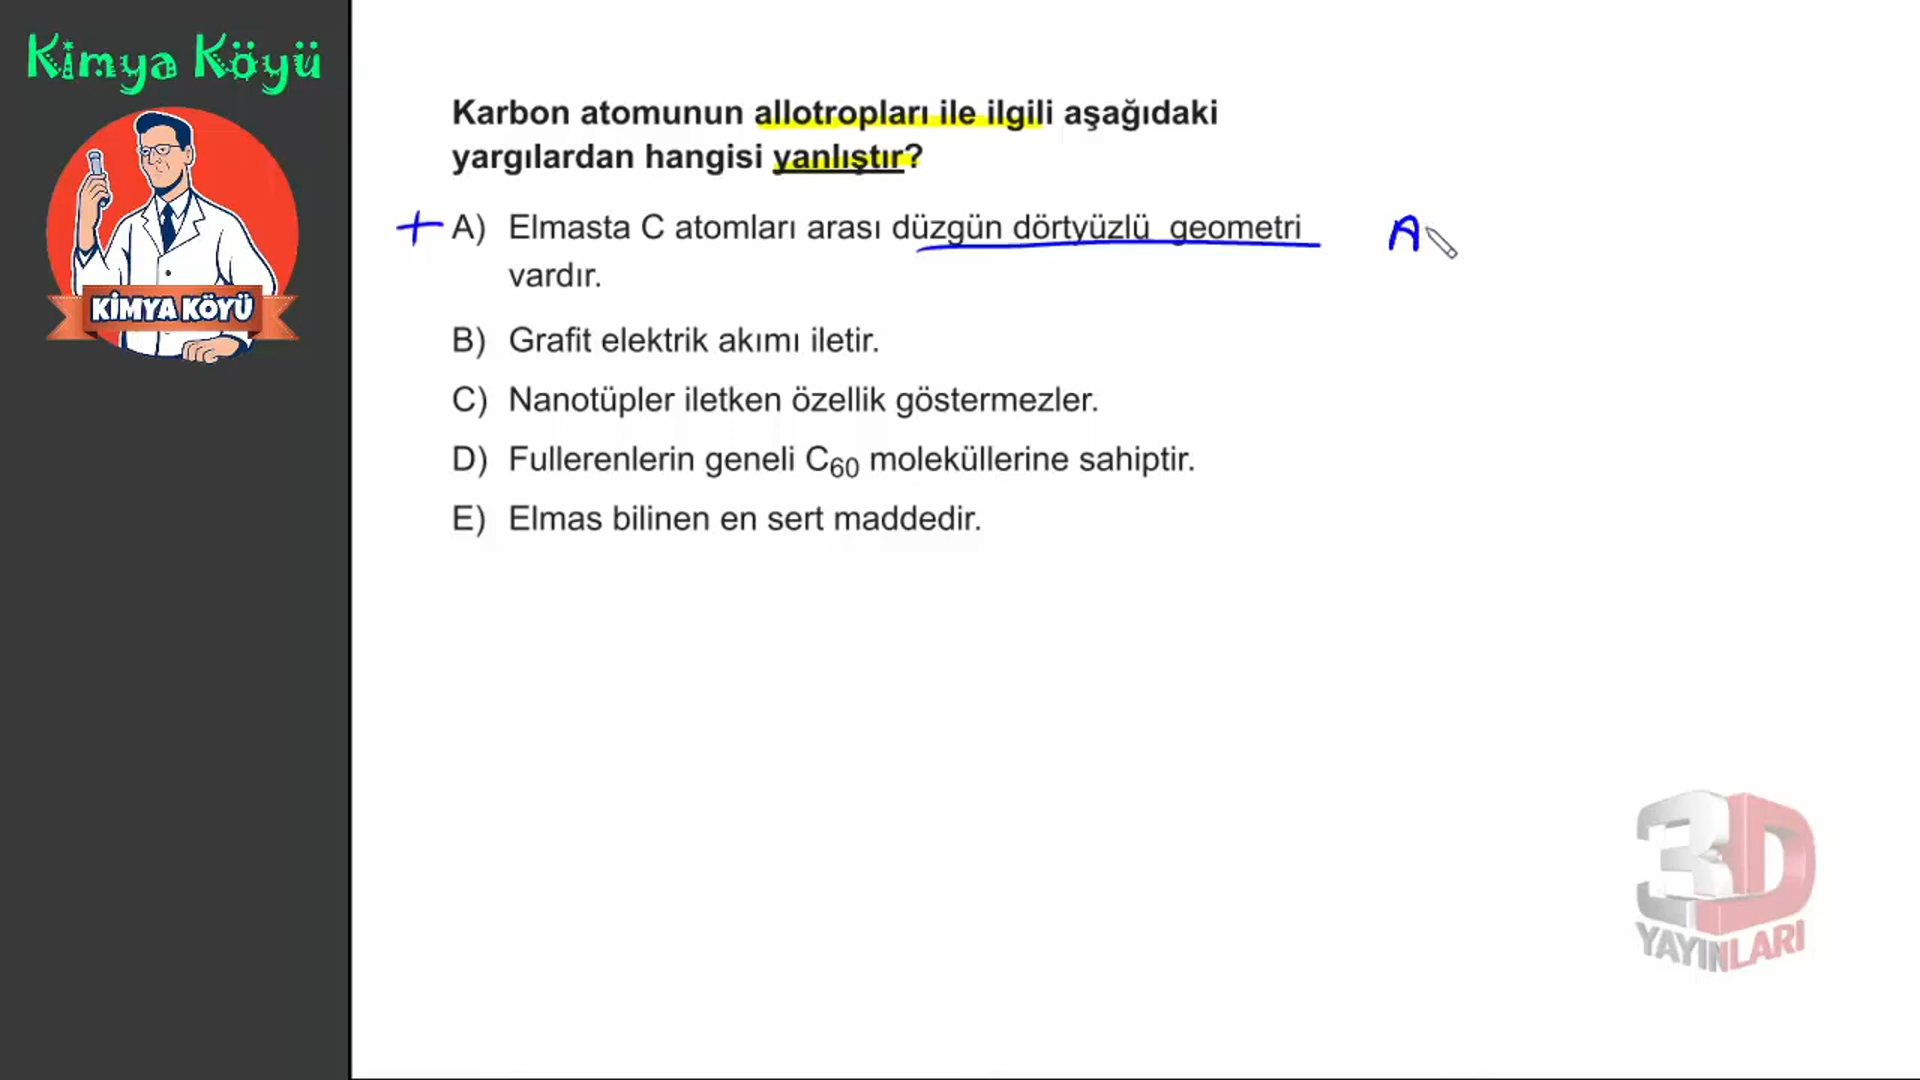 Kimya Köyü
KİMYA KÖYÜ
Karbon atomunun allotropları ile ilgili aşağıdaki
yargılardan hangisi yanlıştır?
+ A) Elmasta C atomları arası düzgün dörtyüzlü geometri A
vardır.
B) Grafit elektrik akımı iletir.
C) Nanotüpler iletken özellik göstermezler.
D) Fullerenlerin geneli C₆₀ moleküllerine sahiptir.
E) Elmas bilinen en sert maddedir.
3D
YAYINLARI